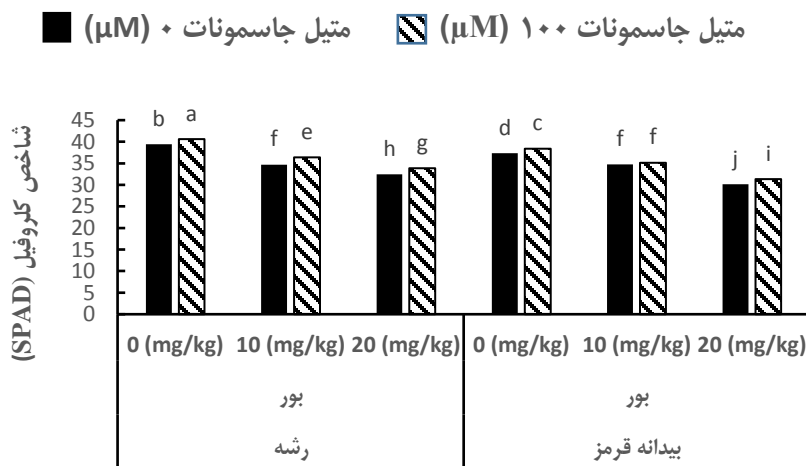 متیل جاسمونات ۱۰۰ (μM) متیل جاسمونات ۰ (μM)
شاخص کلروفیل (SPAD)
45
40
35
30
25
20
15
10
5
0
b a f e h g d c f f j i
0 (mg/kg) 10 (mg/kg) 20 (mg/kg) 0 (mg/kg) 10 (mg/kg) 20 (mg/kg)
بور بور
رشه بیدانه قرمز